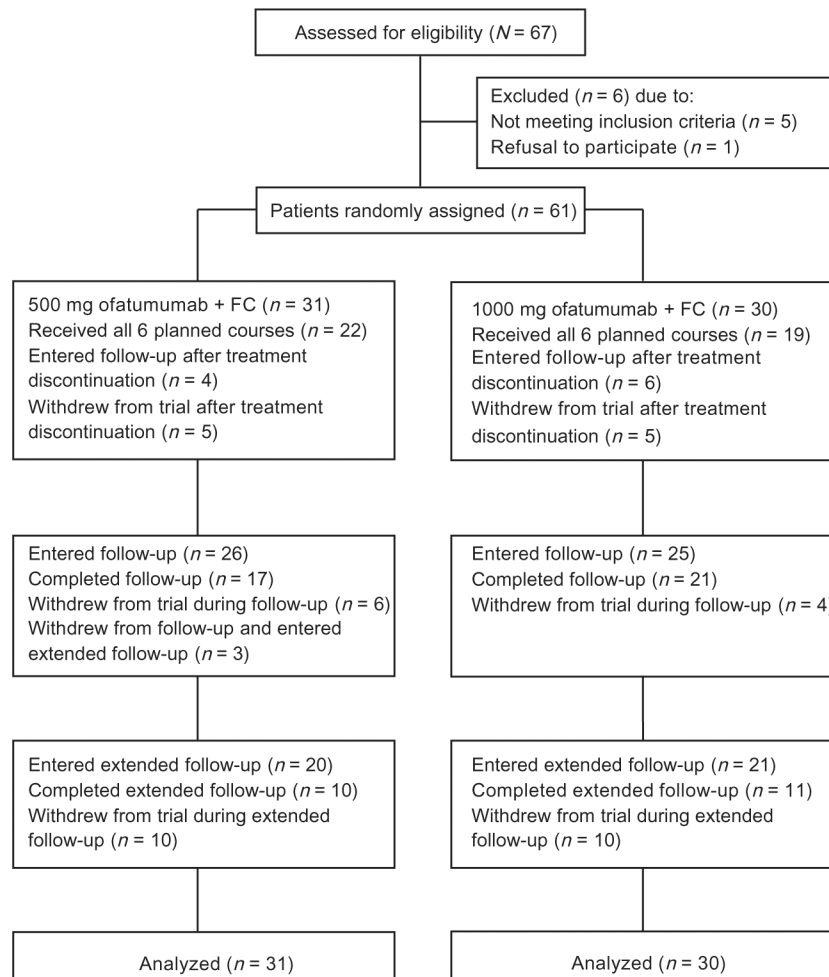 Assessed for eligibility (N = 67)
Excluded (n = 6) due to:
Not meeting inclusion criteria (n = 5)
Refusal to participate (n = 1)
Patients randomly assigned (n = 61)
500 mg ofatumumab + FC (n = 31)
Received all 6 planned courses (n = 22)
Entered follow-up after treatment
discontinuation (n = 4)
Withdrew from trial after treatment
discontinuation (n = 5)
1000 mg ofatumumab + FC (n = 30)
Received all 6 planned courses (n = 19)
Entered follow-up after treatment
discontinuation (n = 6)
Withdrew from trial after treatment
discontinuation (n = 5)
Entered follow-up (n = 26)
Completed follow-up (n = 17)
Withdrew from trial during follow-up (n = 6)
Withdrew from follow-up and entered
extended follow-up (n = 3)
Entered follow-up (n = 25)
Completed follow-up (n = 21)
Withdrew from trial during follow-up (n = 4)
Entered extended follow-up (n = 20)
Completed extended follow-up (n = 10)
Withdrew from trial during extended
follow-up (n = 10)
Entered extended follow-up (n = 21)
Completed extended follow-up (n = 11)
Withdrew from trial during extended
follow-up (n = 10)
Analyzed (n = 31)
Analyzed (n = 30)